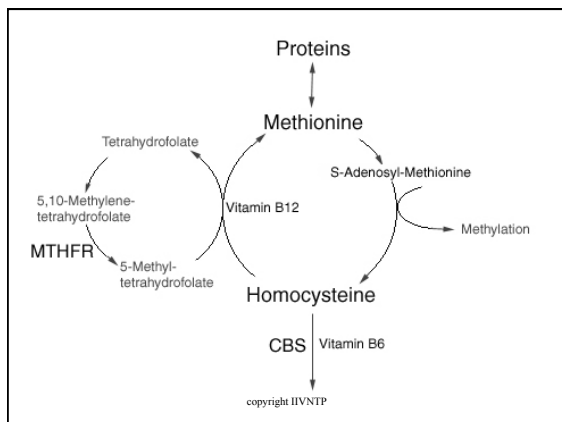 Proteins
Methionine
Tetrahydrofolate
S-Adenosyl-Methionine
5,10-Methylene-
tetrahydrofolate
Vitamin B12
Methylation
MTHFR
5-Methyl-
tetrahydrofolate
Homocysteine
CBS
Vitamin B6
copyright IIVNTP